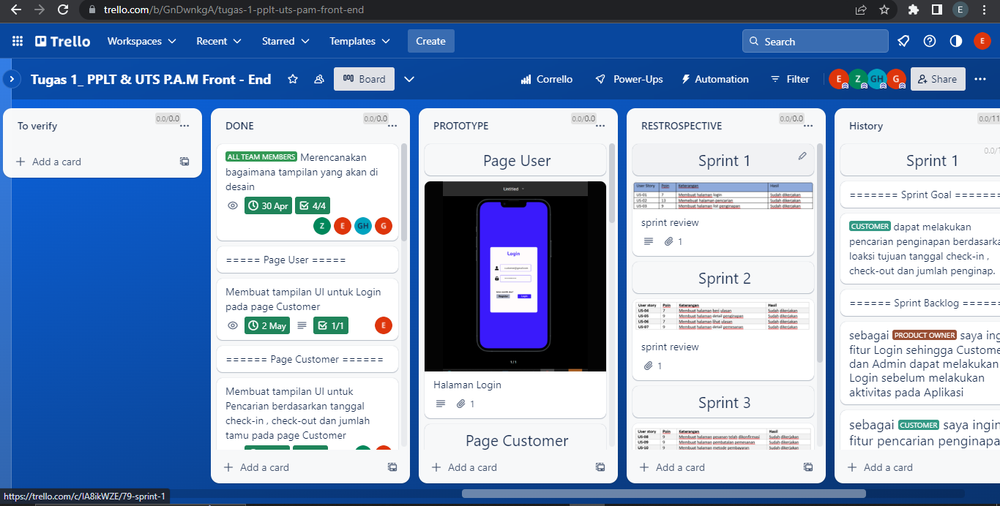 trello.com/b/GnDwnkgA/tugas-1-pplt-uts-pam-front-end
E
Trello
Workspaces
Recent
Starred
Templates
Create
Search
E
Tugas 1_ PPLT & UTS P.A.M Front - End
Board
Corrello
Power-Ups
Automation
Filter
E Z GH G
Share
To verify
0.0/0.0
Add a card
DONE
0.0/0.0
ALL TEAM MEMBERS Merencanakan
bagaimana tampilan yang akan di
desain
30 Apr
4/4
Z E GH G
===== Page User =====
Membuat tampilan UI untuk Login
pada page Customer
2 May
1/1
E
====== Page Customer ======
Membuat tampilan UI untuk
Pencarian berdasarkan tanggal
check-in , check-out dan jumlah
tamu pada page Customer
Add a card
PROTOTYPE
0.0/0.0
Page User
Untitled
Login
Register
Login
1/1
Halaman Login
1
Page Customer
Add a card
RESTROSPECTIVE
0.0/0.0
Sprint 1
User Story Poin Keterangan Hasil
US-01 7 Membuat halaman login Sudah dikerjakan
US-02 13 Memebuat halaman pencarian Sudah dikerjakan
US-03 9 Membuat halaman list penginapan Sudah dikerjakan
sprint review
1
Sprint 2
User story Poin Keterangan Hasil
US-04 7 Membuat halaman beri ulasan Sudah dikerjakan
US-05 9 Membuat halaman detail penginapan Sudah dikerjakan
US-06 7 Membuat halaman lihat ulasan Sudah dikerjakan
US-07 9 Membuat halaman detail pemesanan Sudah dikerjakan
sprint review
1
Sprint 3
User story Poin Keterangan Hasil
US-08 9 Membuat halaman pesanan telah dikonfirmasi Sudah dikerjakan
US-09 9 Membuat halaman pembatalan pemesanan Sudah dikerjakan
US-10 9 Membuat halaman metode pembayaran Sudah dikerjakan
Add a card
History
0.0/11
0.0/1
Sprint 1
======= Sprint Goal =======
CUSTOMER dapat melakukan
pencarian penginapan berdasarka
loaksi tujuan tanggal check-in ,
check-out dan jumlah penginap.
====== Sprint Backlog ======
sebagai PRODUCT OWNER saya ing
fitur Login sehingga Custome
dan Admin dapat melakukan
Login sebelum melakukan
aktivitas pada Aplikasi
sebagai CUSTOMER saya ingin
fitur pencarian penginapa
Add a card
https://trello.com/c/lA8ikWZE/79-sprint-1